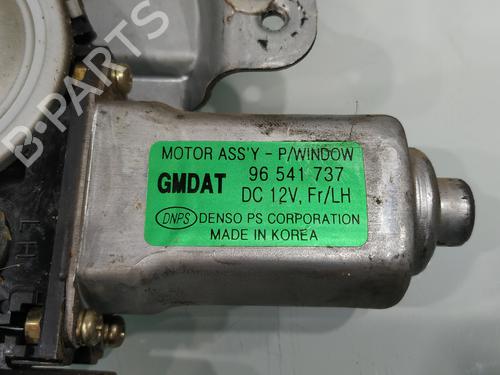 B-PARTS
MOTOR ASS'Y - P/WINDOW
GMDAT 96 541 737
DC 12V, Fr/LH
DNPS DENSO PS CORPORATION
MADE IN KOREA
LH